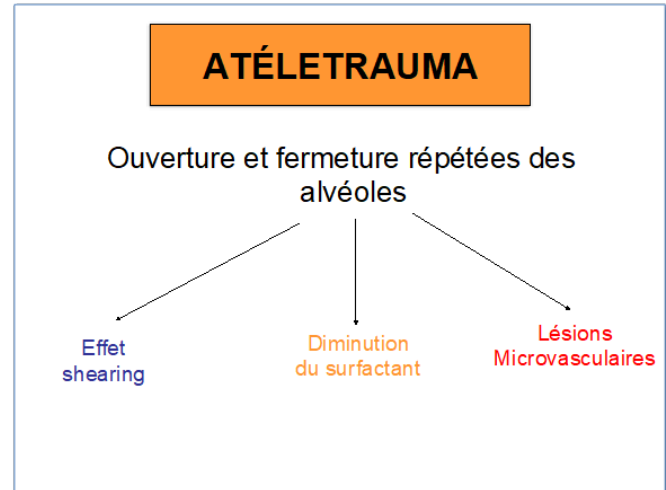 ATÉLETRAUMA
Ouverture et fermeture répétées des
alvéoles
Effet
shearing
Diminution
du surfactant
Lésions
Microvasculaires